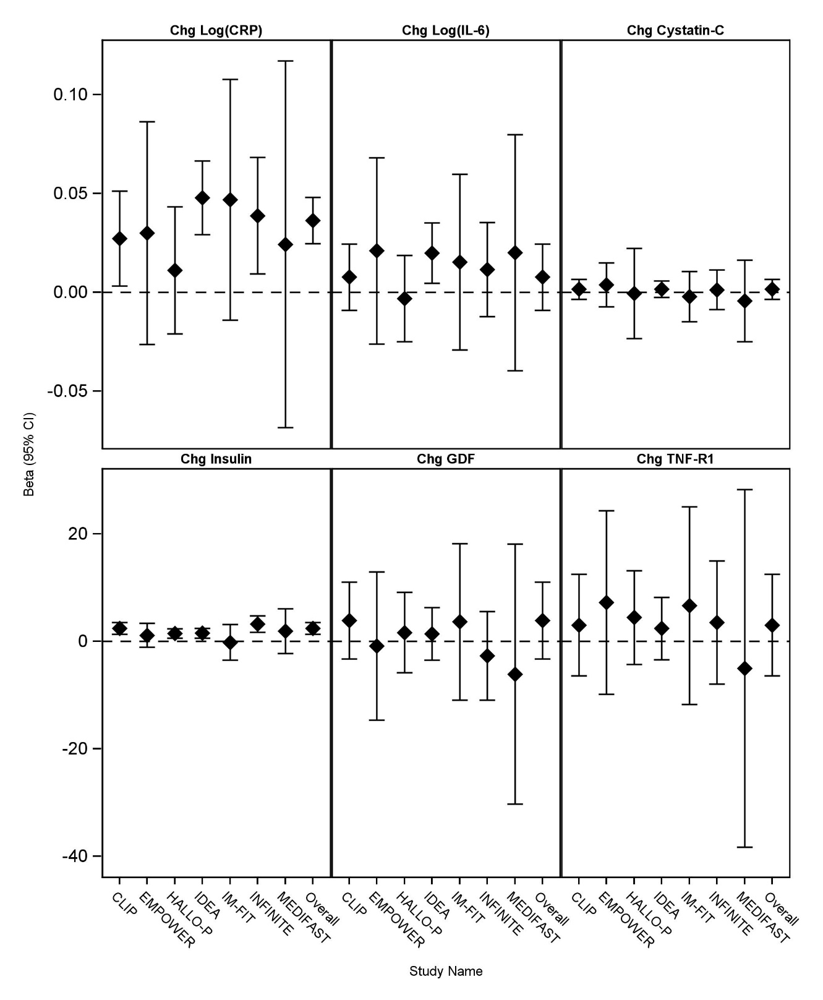 Chg Log(CRP) Chg Log(IL-6) Chg Cystatin-C
0.10
0.05
0.00
-0.05
Beta (95% CI)
Chg Insulin Chg GDF Chg TNF-R1
20
0
-20
-40
CLIP EMPOWER HALLO-P IDEA IM-FIT INFINITE MEDIFAST Overall CLIP EMPOWER HALLO-P IDEA IM-FIT INFINITE MEDIFAST Overall CLIP EMPOWER HALLO-P IDEA IM-FIT INFINITE MEDIFAST Overall
Study Name